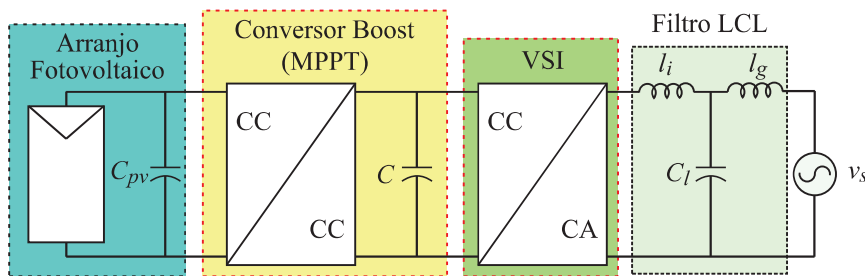 Arranjo
Fotovoltaico
C_pv
Conversor Boost
(MPPT)
CC
CC
C
VSI
CC
CA
Filtro LCL
l_i
l_g
C_l
v_s